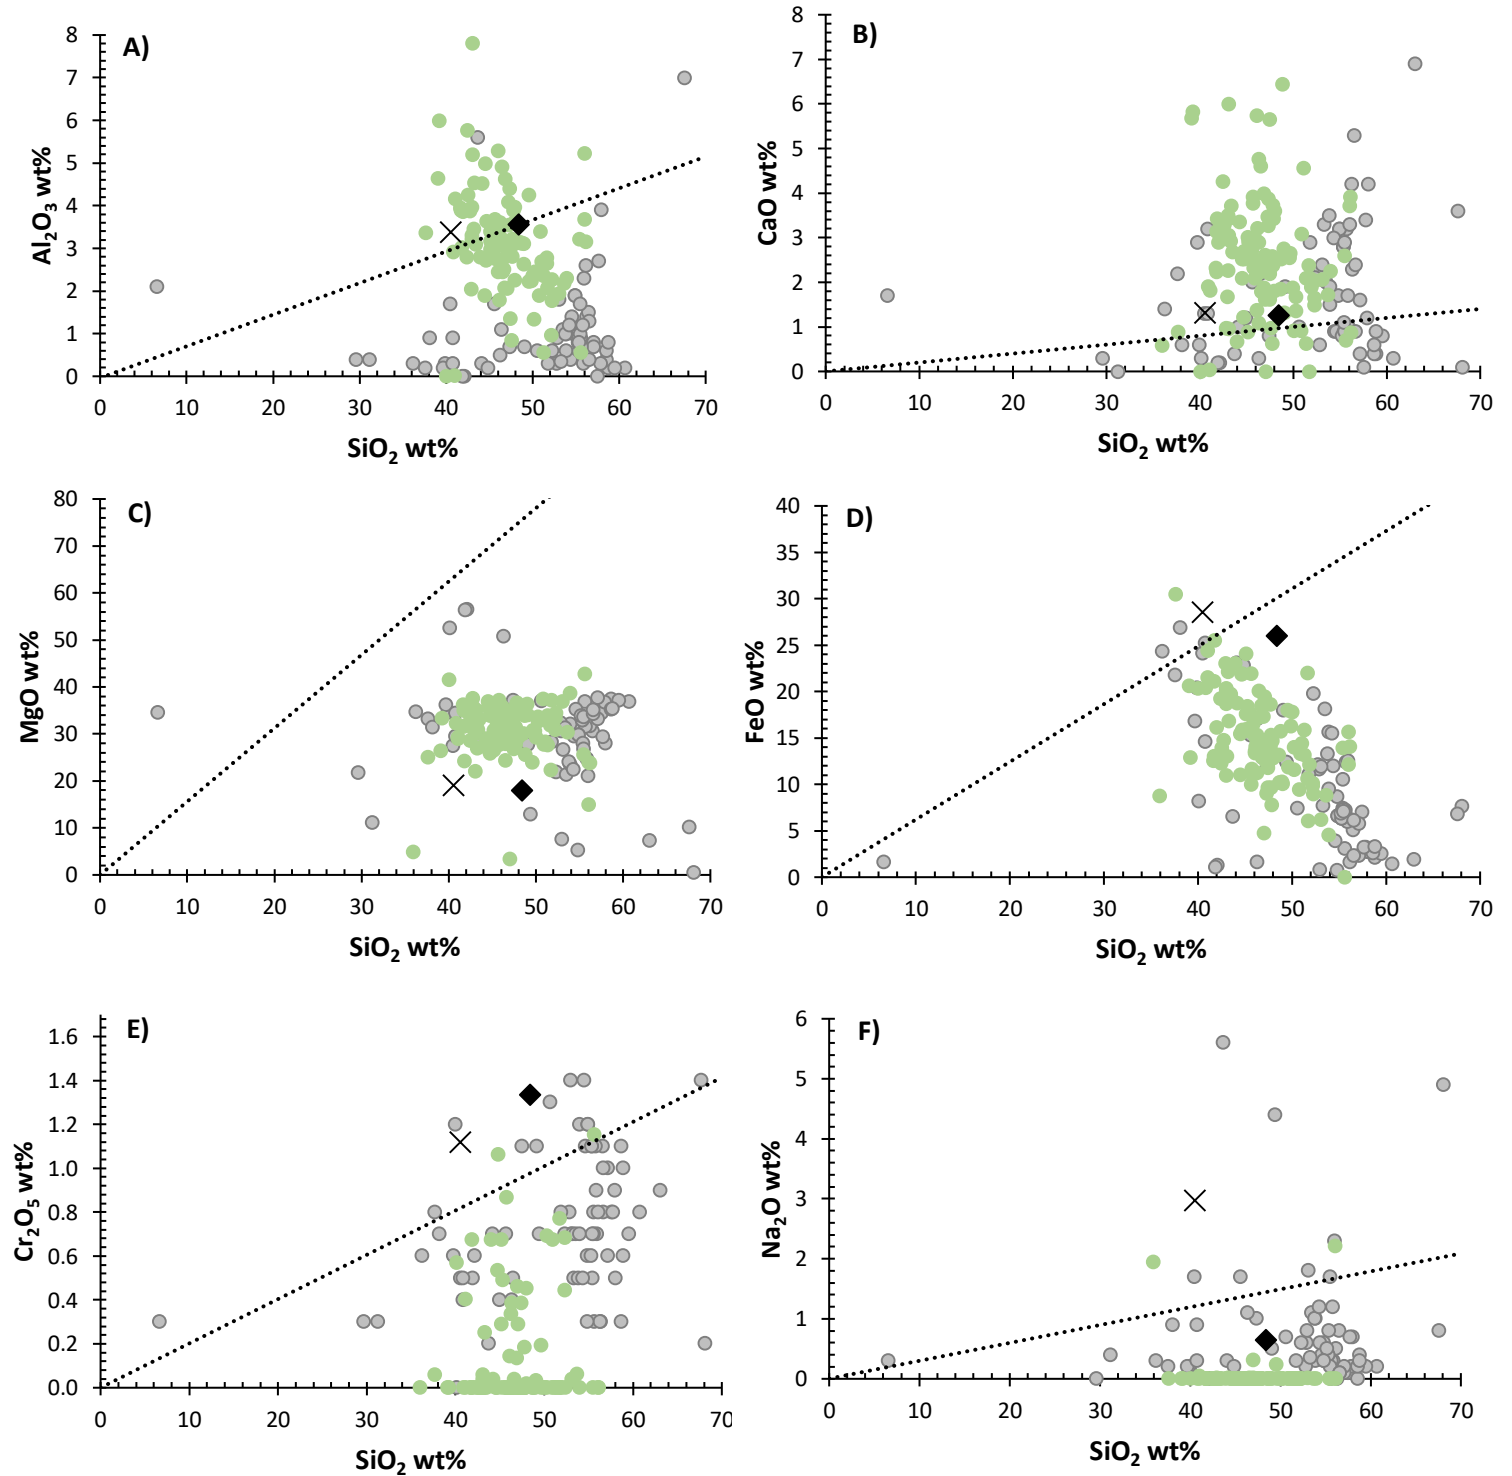 A)
Al₂O₃ wt%
8
7
6
5
4
3
2
1
0
0 10 20 30 40 50 60 70
SiO₂ wt%
B)
CaO wt%
8
7
6
5
4
3
2
1
0
0 10 20 30 40 50 60 70
SiO₂ wt%
C)
MgO wt%
80
70
60
50
40
30
20
10
0
0 10 20 30 40 50 60 70
SiO₂ wt%
D)
FeO wt%
40
35
30
25
20
15
10
5
0
0 10 20 30 40 50 60 70
SiO₂ wt%
E)
Cr₂O₅ wt%
1.6
1.4
1.2
1.0
0.8
0.6
0.4
0.2
0.0
0 10 20 30 40 50 60 70
SiO₂ wt%
F)
Na₂O wt%
6
5
4
3
2
1
0
0 10 20 30 40 50 60 70
SiO₂ wt%